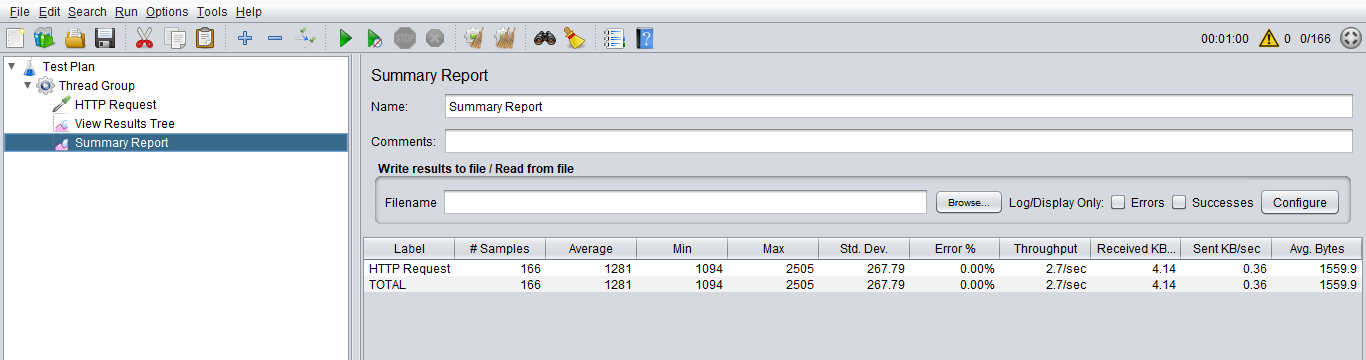 File Edit Search Run Options Tools Help
00:01:00 0 0/166
Test Plan
Thread Group
HTTP Request
View Results Tree
Summary Report
Summary Report
Name: Summary Report
Comments:
Write results to file / Read from file
Filename Browse... Log/Display Only: Errors Successes Configure
Label # Samples Average Min Max Std. Dev. Error % Throughput Received KB... Sent KB/sec Avg. Bytes
HTTP Request 166 1281 1094 2505 267.79 0.00% 2.7/sec 4.14 0.36 1559.9
TOTAL 166 1281 1094 2505 267.79 0.00% 2.7/sec 4.14 0.36 1559.9